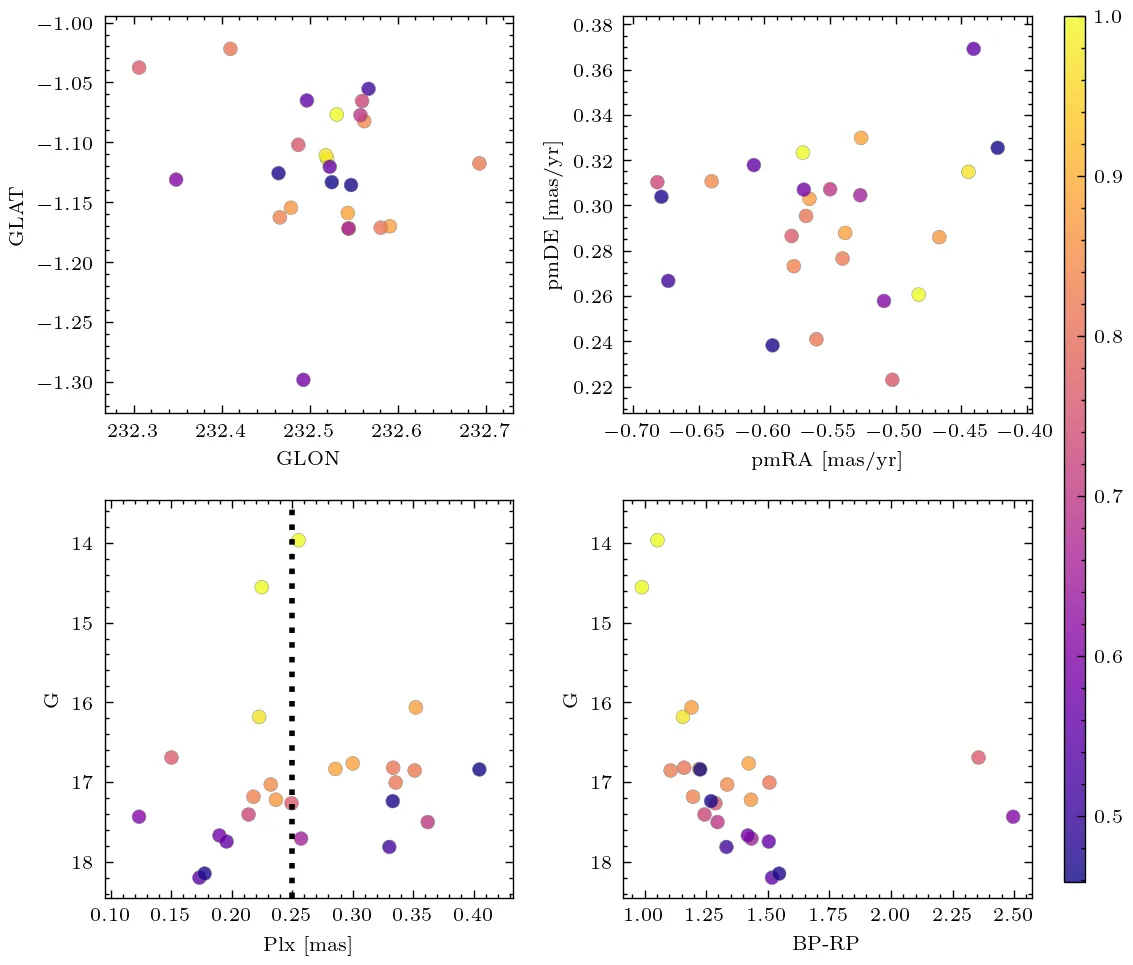 −1.00
−1.05
−1.10
−1.15
−1.20
−1.25
−1.30
GLAT
232.3 232.4 232.5 232.6 232.7
GLON
0.38
0.36
0.34
0.32
0.30
0.28
0.26
0.24
0.22
pmDE [mas/yr]
−0.70 −0.65 −0.60 −0.55 −0.50 −0.45 −0.40
pmRA [mas/yr]
1.0
0.9
0.8
0.7
0.6
0.5
14
15
16
17
18
G
0.10 0.15 0.20 0.25 0.30 0.35 0.40
Plx [mas]
14
15
16
17
18
G
1.00 1.25 1.50 1.75 2.00 2.25 2.50
BP-RP